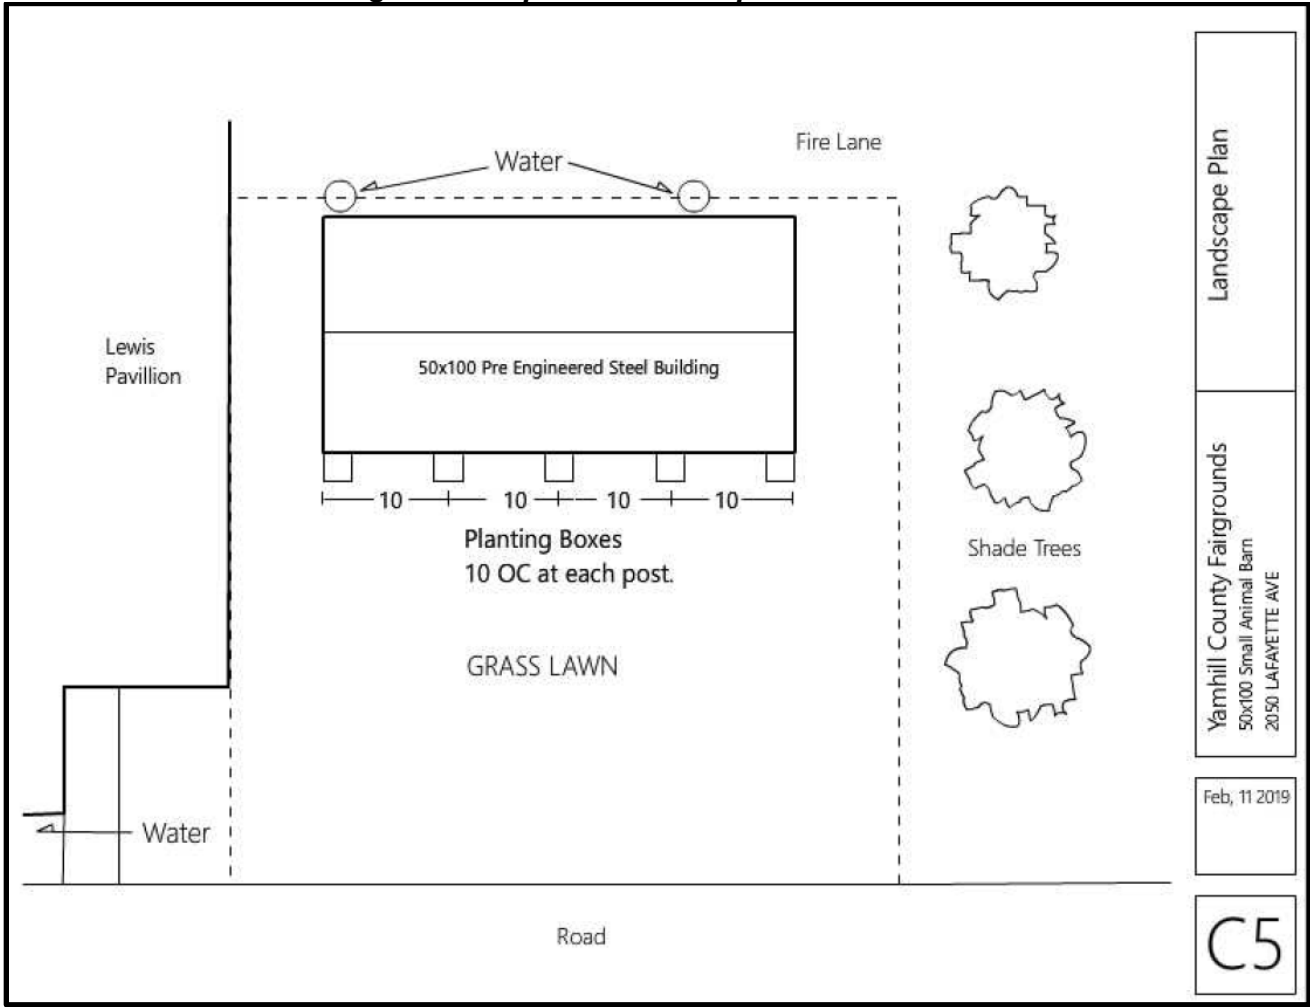 Fire Lane
Water
Lewis
Pavillion
50x100 Pre Engineered Steel Building
10 10 10 10
Planting Boxes
10 OC at each post.
Shade Trees
GRASS LAWN
Water
Road
Landscape Plan
Yamhill County Fairgrounds
50x100 Small Animal Barn
2050 LAFAYETTE AVE
Feb, 11 2019
C5